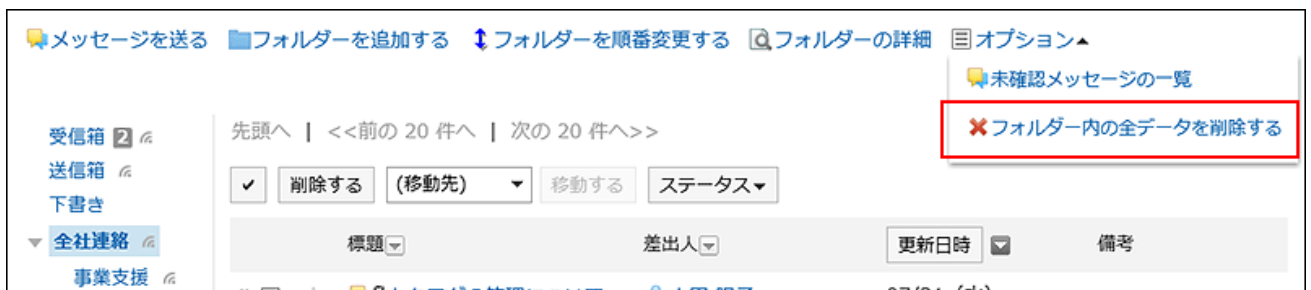 メッセージを送る フォルダーを追加する フォルダーを順番変更する フォルダーの詳細 オプション▲
未確認メッセージの一覧
フォルダー内の全データを削除する
先頭へ | <<前の 20 件へ | 次の 20 件へ>>
受信箱 2
送信箱
下書き
全社連絡
事業支援
削除する (移動先) 移動する ステータス▼
標題 差出人 更新日時 備考